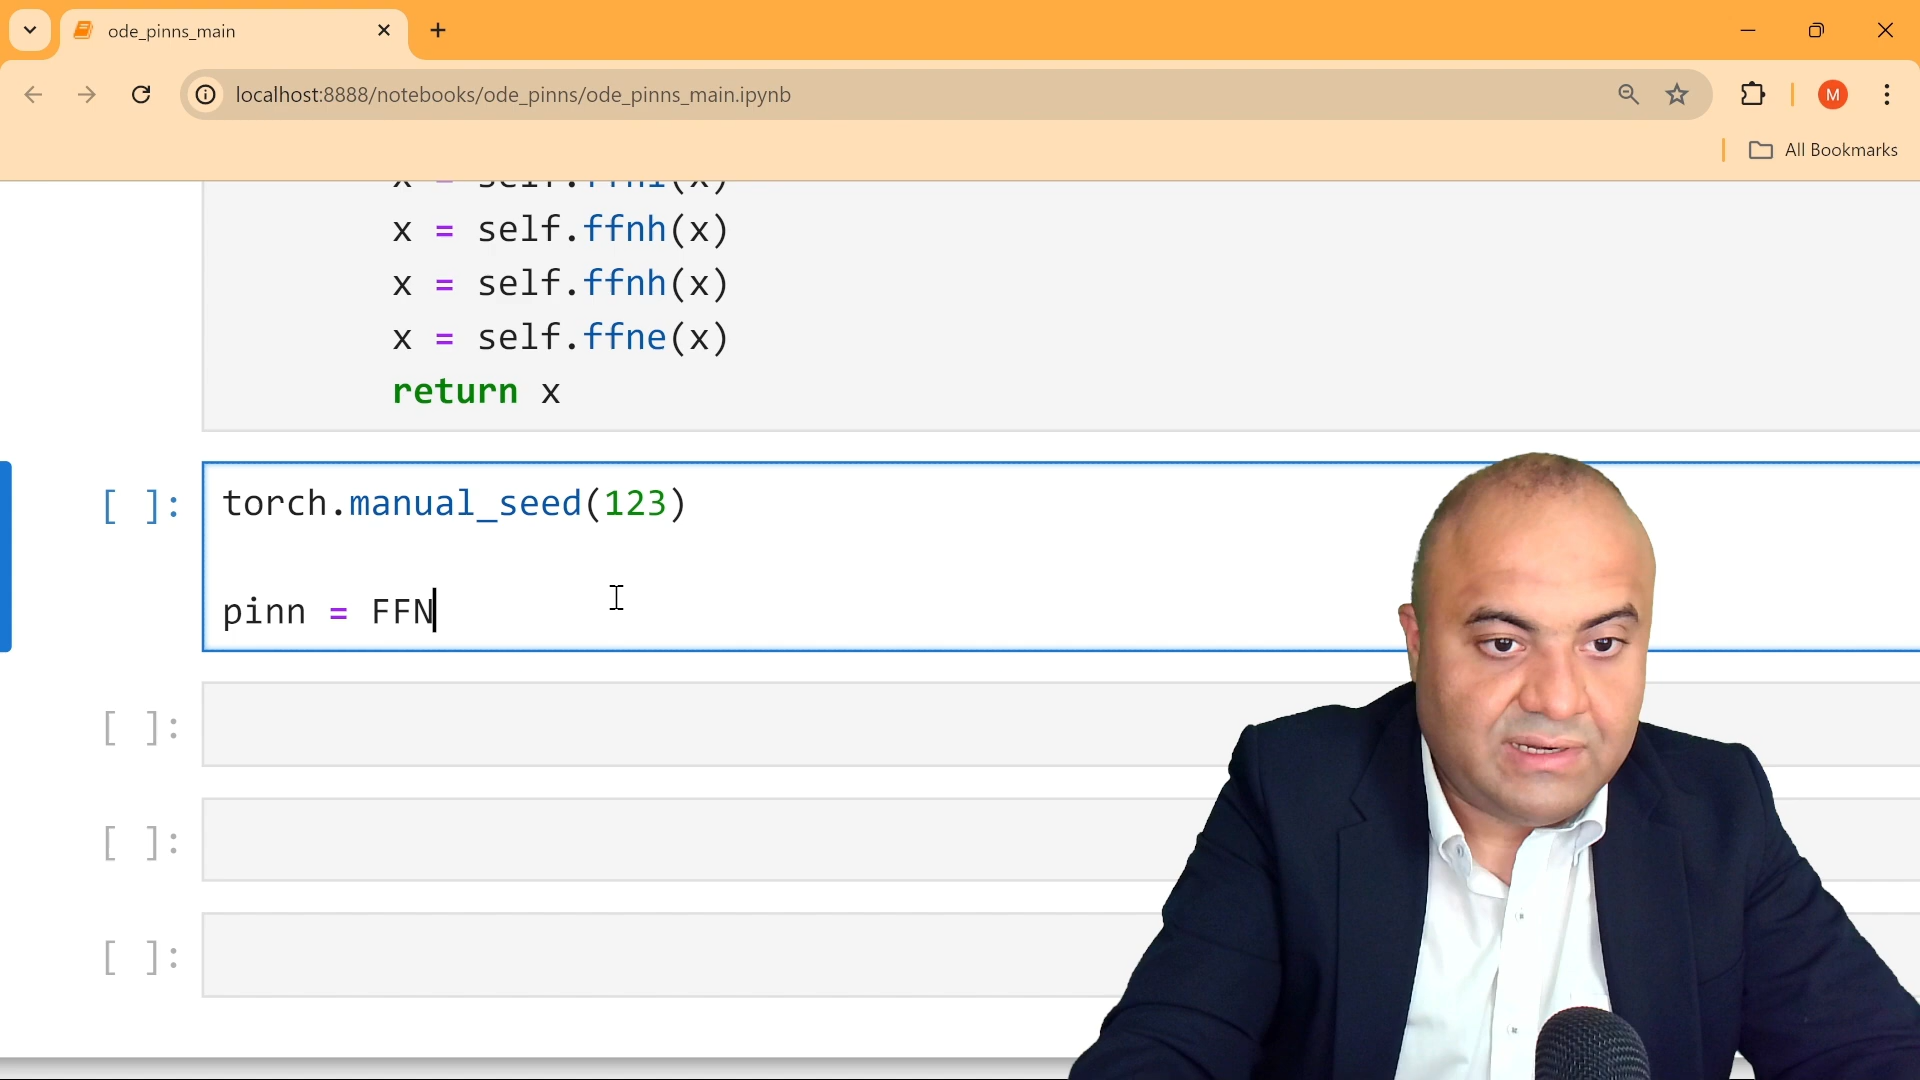 ode_pinns_main
localhost:8888/notebooks/ode_pinns/ode_pinns_main.ipynb
M
All Bookmarks
x = self.ffnh(x)
x = self.ffnh(x)
x = self.ffne(x)
return x
[ ]:
torch.manual_seed(123)
pinn = FFN
[ ]:
[ ]:
[ ]: